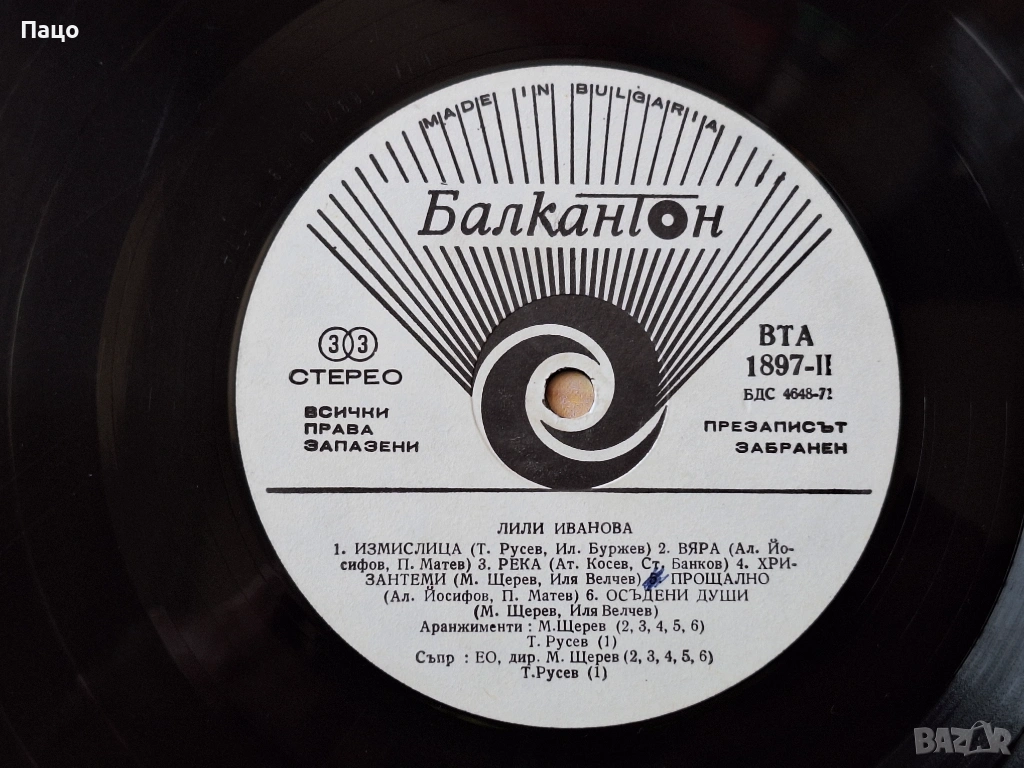 Пацо
MADE IN BULGARIA
Балкантон
33
СТЕРЕО
ВСИЧКИ
ПРАВА
ЗАПАЗЕНИ
ВТА
1897-II
БДС 4648-71
ПРЕЗАПИСЪТ
ЗАБРАНЕН
ЛИЛИ ИВАНОВА
1. ИЗМИСЛИЦА (Т. Русев, Ил. Буржев) 2. ВЯРА (Ал. Йо-
сифов, П. Матев) 3. РЕКА (Ат. Косев, Ст. Банков) 4. ХРИ-
ЗАНТЕМИ (М. Щерев, Иля Велчев) 5. ПРОЩАЛНО
(Ал. Йосифов, П. Матев) 6. ОСЪДЕНИ ДУШИ
(М. Щерев, Иля Велчев)
Аранжименти : М.Щерев (2, 3, 4, 5, 6)
Т. Русев (1)
Съпр : ЕО, дир. М. Щерев (2, 3, 4, 5, 6)
Т.Русев (1)
BAZAR